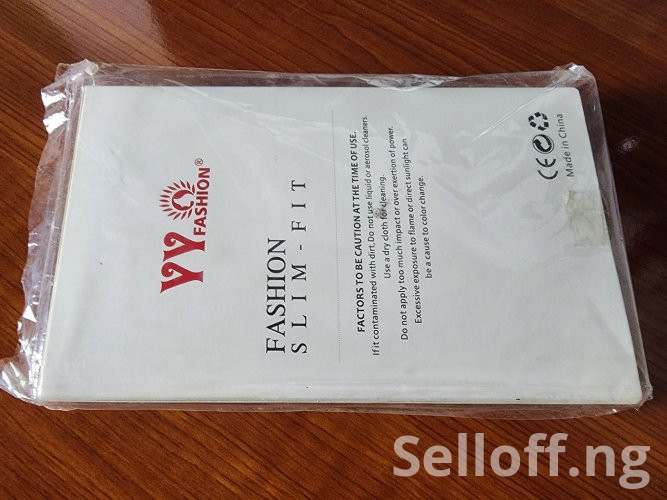 YY
FASHION®
FASHION
SLIM-FIT
FACTORS TO BE CAUTION AT THE TIME OF USE.
If it contaminated with dirt,Do not use liquid or aerosol cleaners.
Use a dry cloth for cleaning.
Do not apply too much impact or over exertion of power.
Excessive exposure to flame or direct sunlight can
be a cause to color change.
CE
Made in China
Selloff.ng